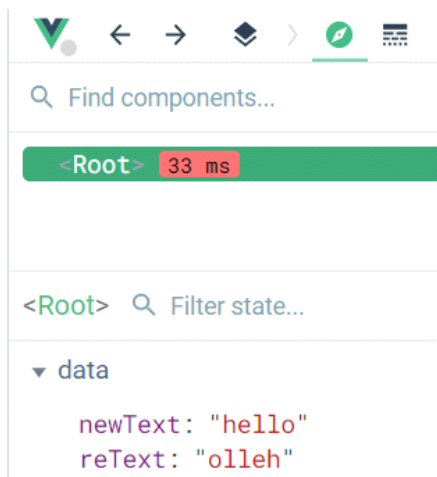 Find components...
<Root> 33 ms
<Root> Filter state...
data
newText: "hello"
reText: "olleh"